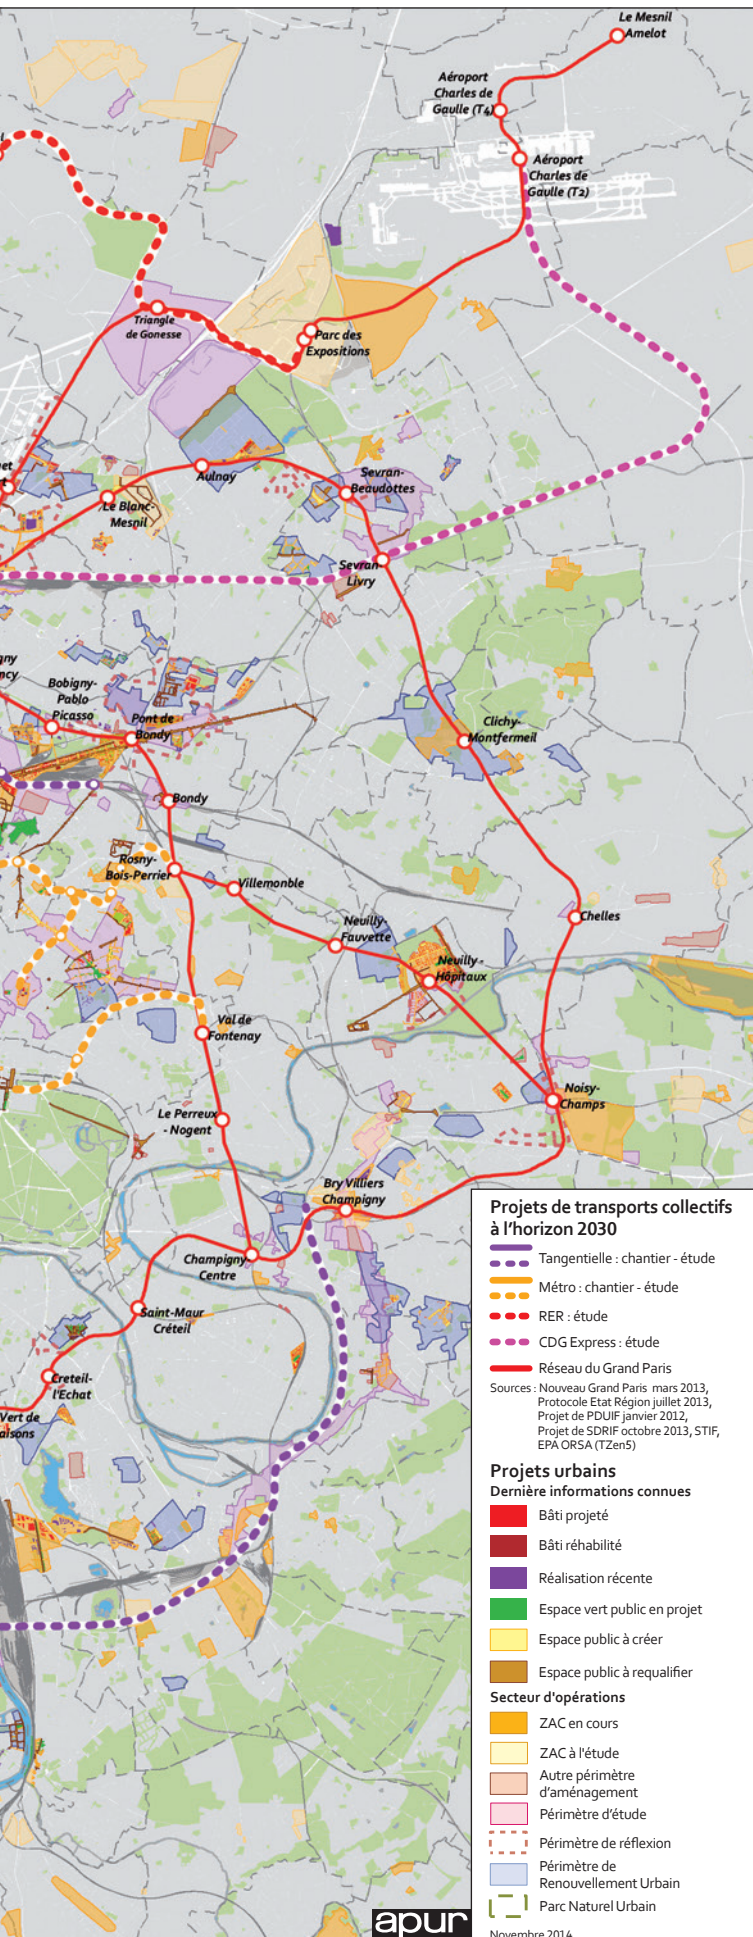 Le Mesnil
Amelot
Aéroport
Charles de
Gaulle (T4)
Aéroport
Charles de
Gaulle (T2)
Triangle
de Gonesse
Parc des
Expositions
Aulnay
Sevran-
Beaudottes
Le Blanc-
Mesnil
Sevran
Livry
Bobigny-
Pablo
Picasso
Pont de
Bondy
Clichy-
Montfermeil
Bondy
Rosny-
Bois-Perrier
Villemonble
Neuilly-
Fauvette
Chelles
Neuilly -
Hôpitaux
Val de
Fontenay
Noisy-
Champs
Le Perreux
- Nogent
Bry Villiers
Champigny
Champigny
Centre
Saint-Maur
Créteil
Creteil-
l'Echat
Vert de
aisons
Projets de transports collectifs
à l'horizon 2030
Tangentielle : chantier - étude
Métro : chantier - étude
RER : étude
CDG Express : étude
Réseau du Grand Paris
Sources : Nouveau Grand Paris mars 2013,
Protocole Etat Région juillet 2013,
Projet de PDUIF janvier 2012,
Projet de SDRIF octobre 2013, STIF,
EPA ORSA (TZen5)
Projets urbains
Dernière informations connues
Bâti projeté
Bâti réhabilité
Réalisation récente
Espace vert public en projet
Espace public à créer
Espace public à requalifier
Secteur d'opérations
ZAC en cours
ZAC à l'étude
Autre périmètre
d'aménagement
Périmètre d'étude
Périmètre de réflexion
Périmètre de
Renouvellement Urbain
Parc Naturel Urbain
apur
Novembre 2014